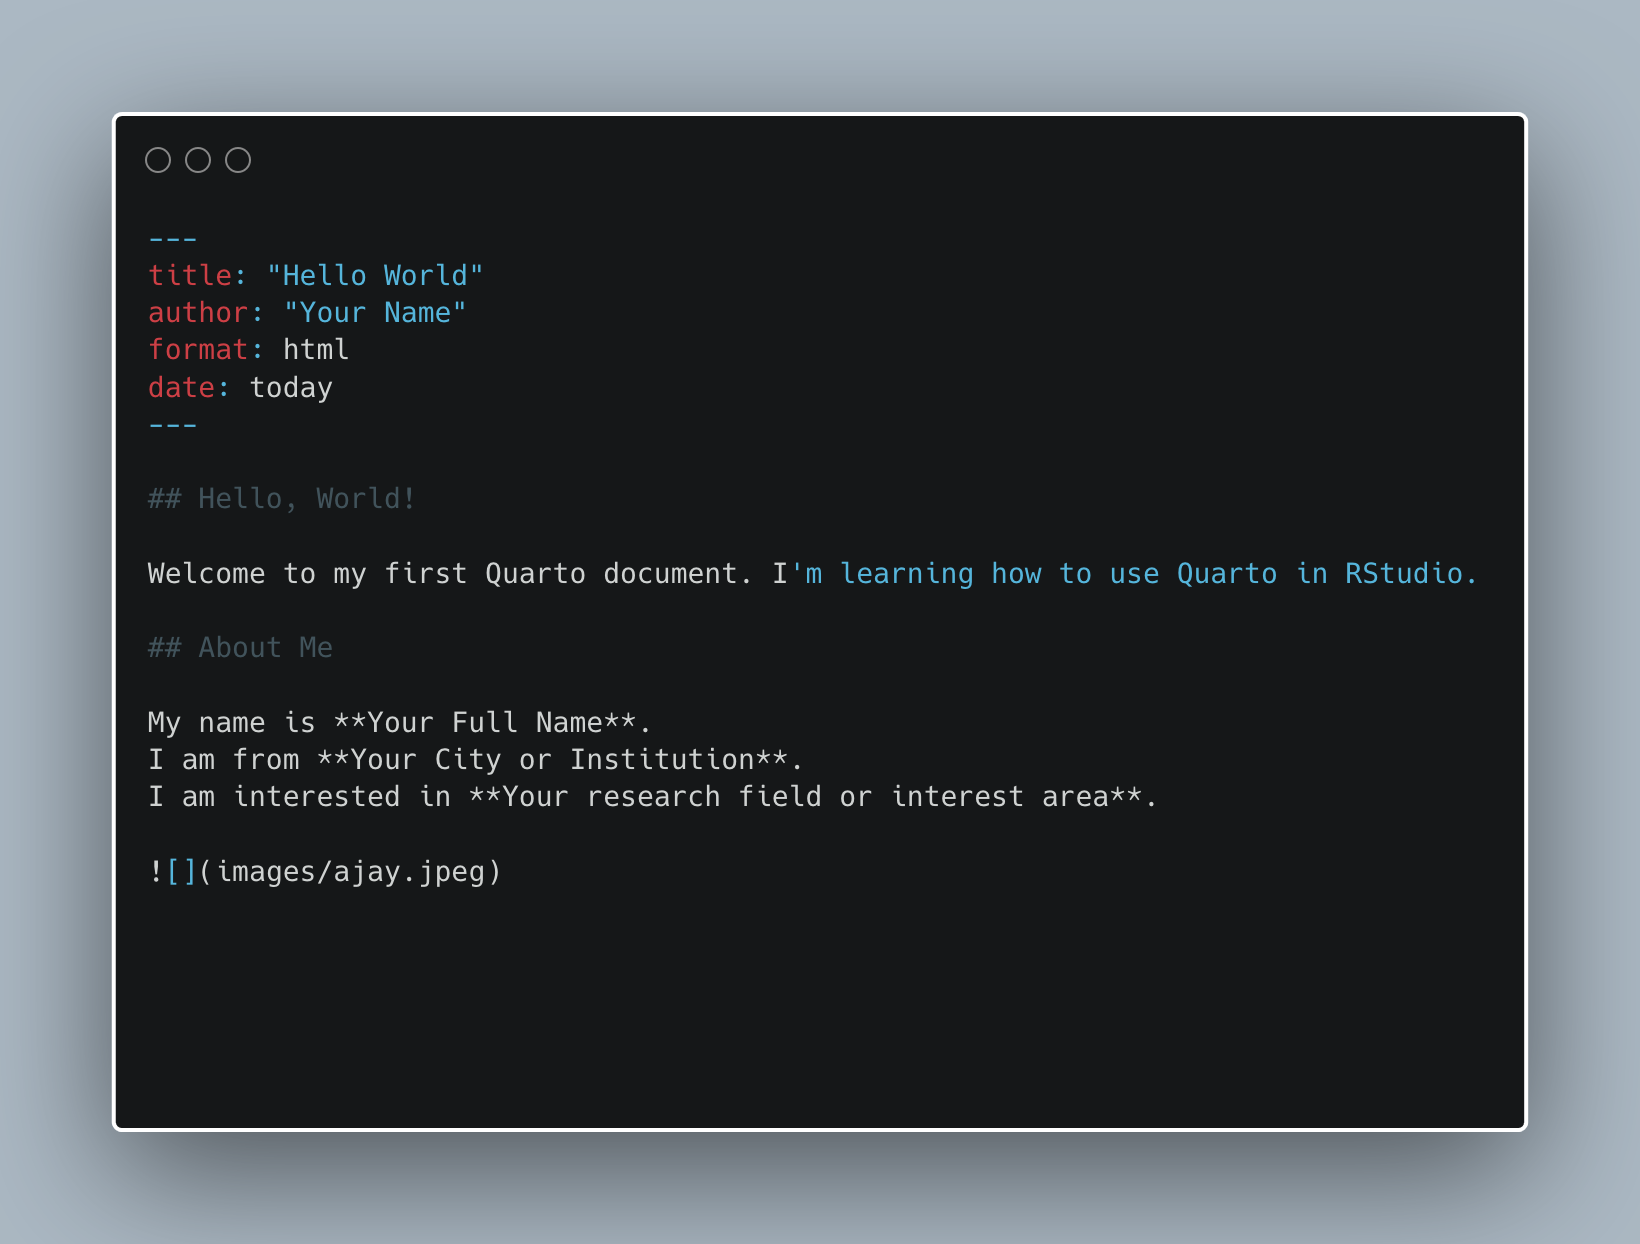 ---
title: "Hello World"
author: "Your Name"
format: html
date: today
---
## Hello, World!
Welcome to my first Quarto document. I'm learning how to use Quarto in RStudio.
## About Me
My name is **Your Full Name**.
I am from **Your City or Institution**.
I am interested in **Your research field or interest area**.
![](images/ajay.jpeg)